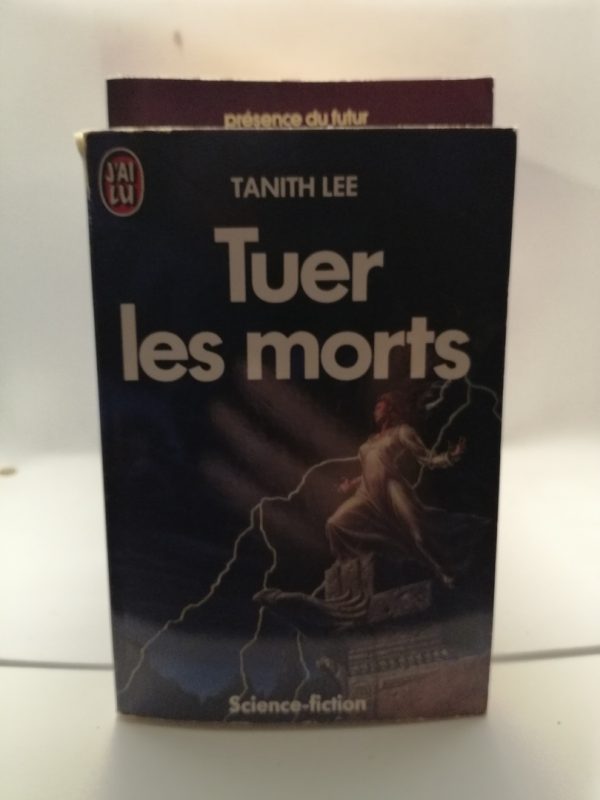 présence du futur
J'AI
LU
TANITH LEE
Tuer
les morts
Science-fiction